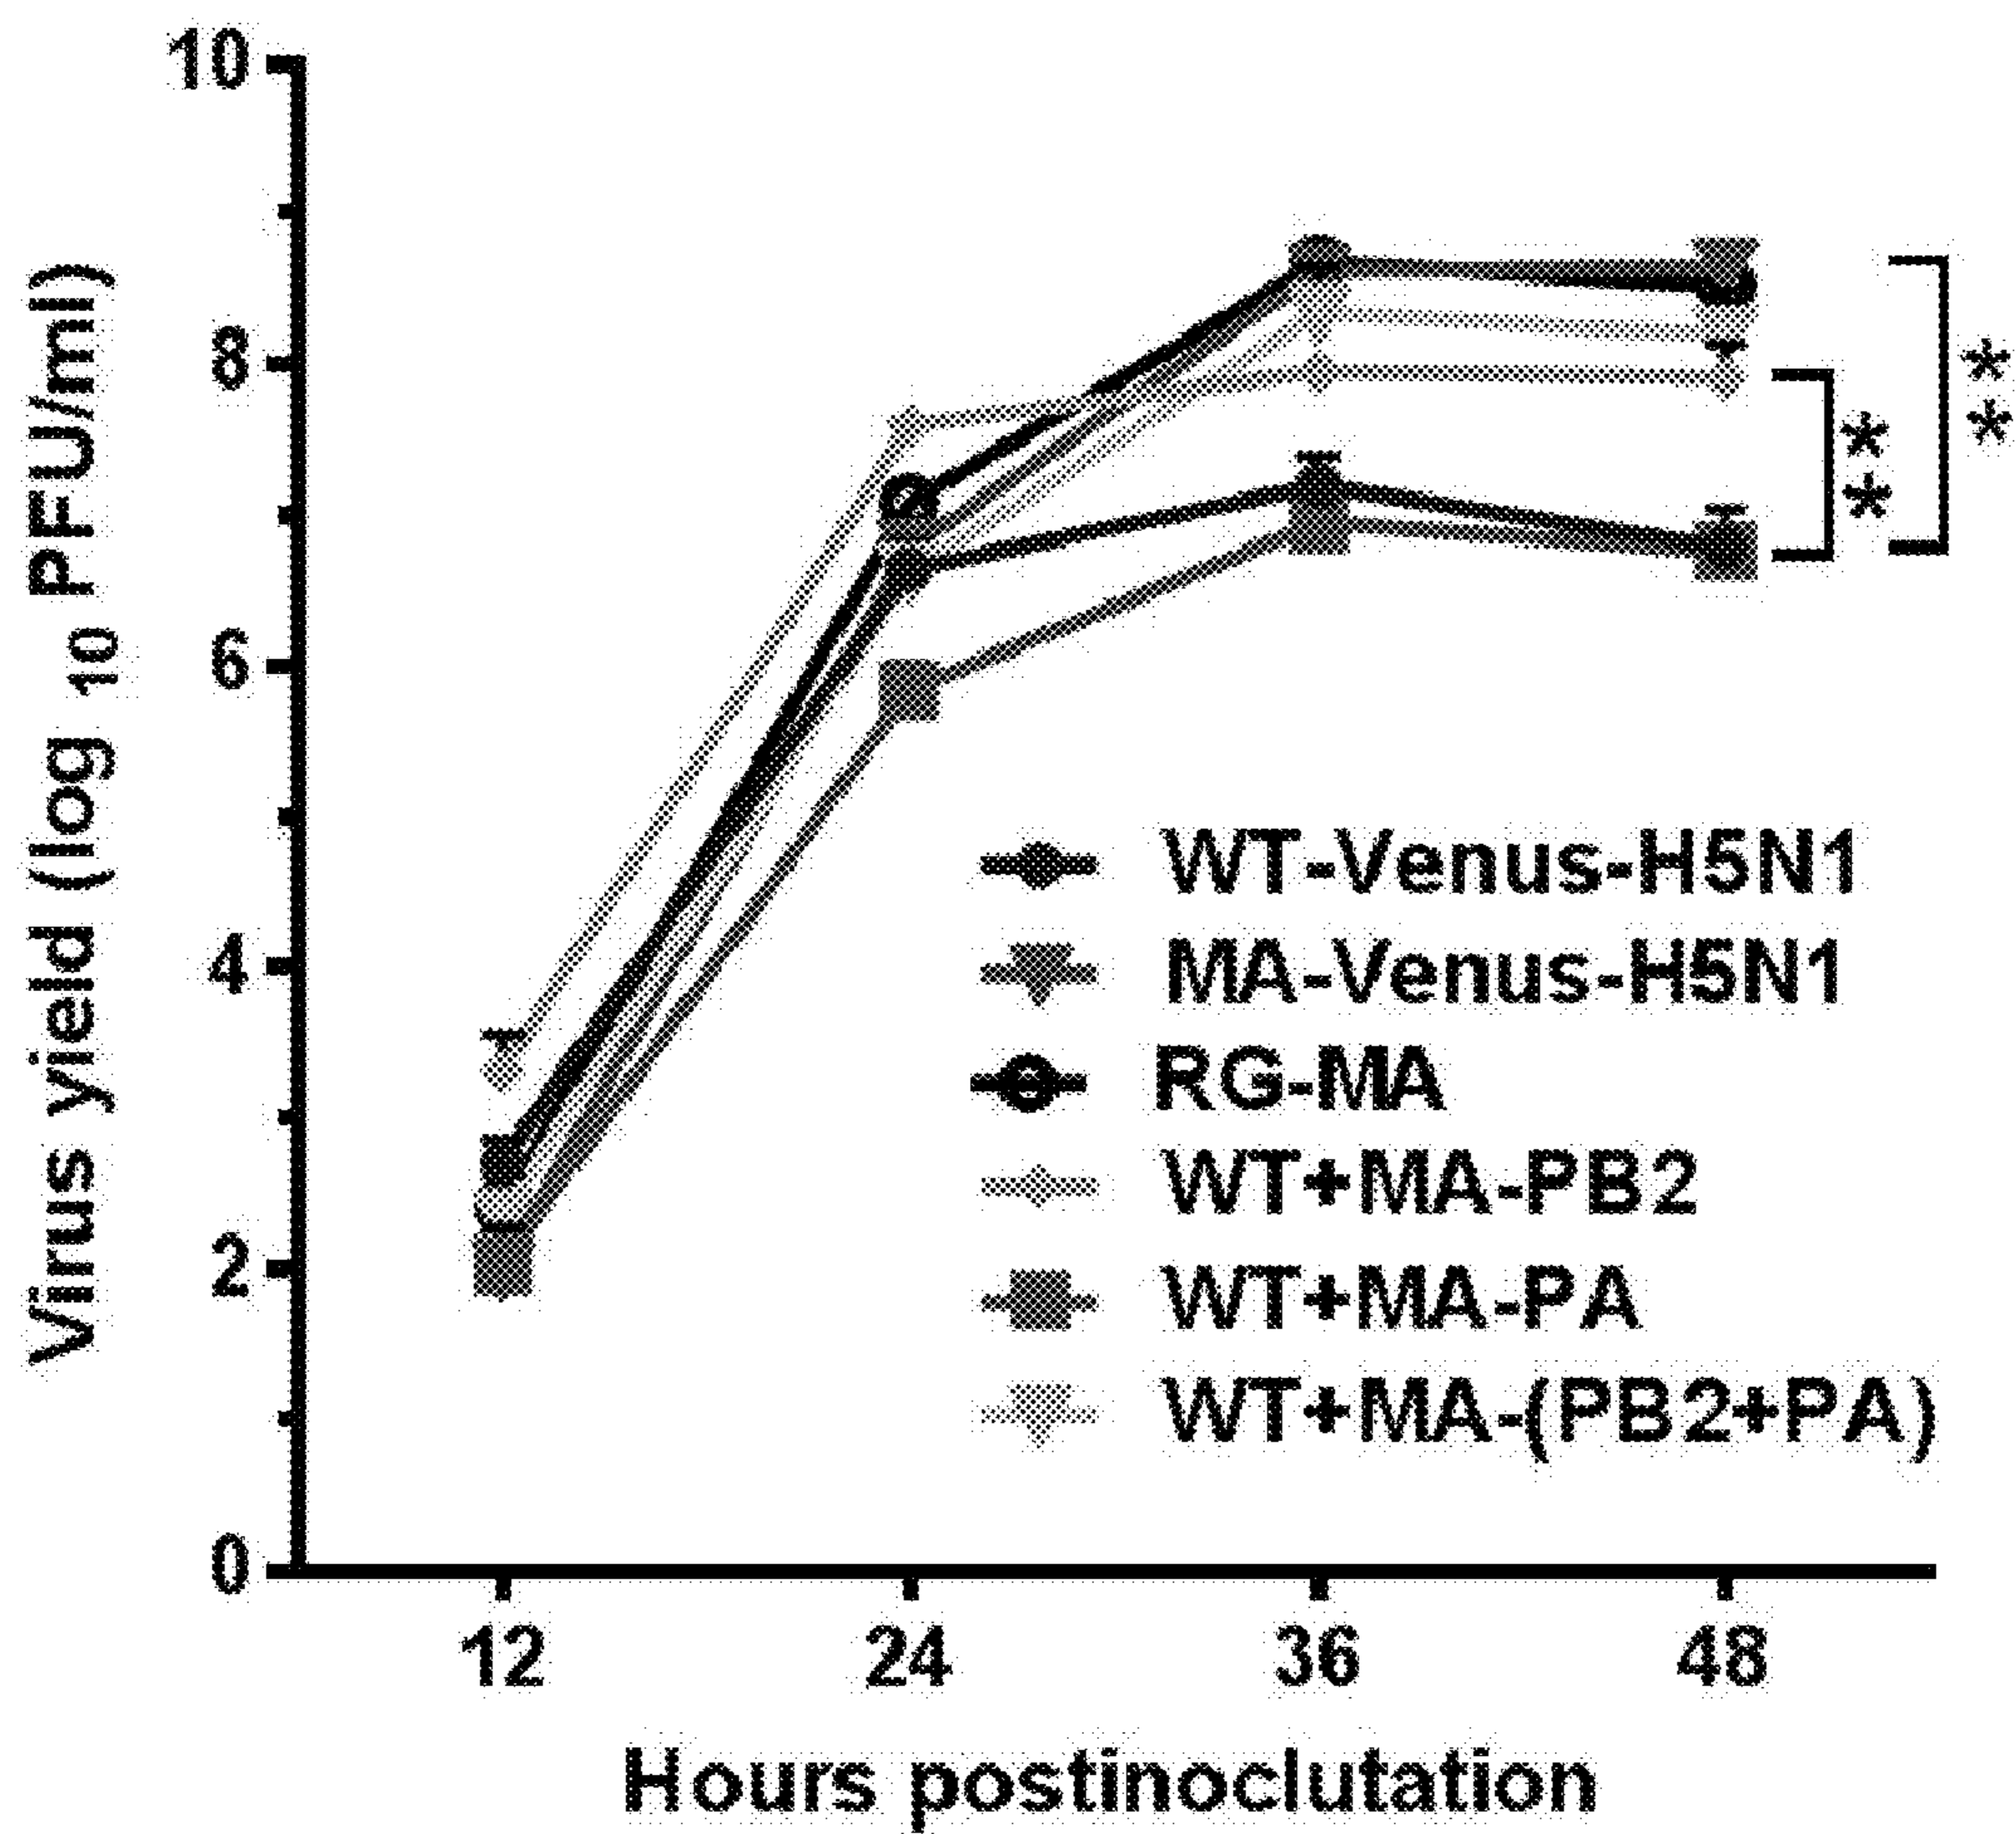 Virus yield (log 10 PFU/ml)
10
8
6
4
2
0
12 24 36 48
Hours postinoclutation
WT-Venus-H5N1
MA-Venus-H5N1
RG-MA
WT+MA-PB2
WT+MA-PA
WT+MA-(PB2+PA)
**
**